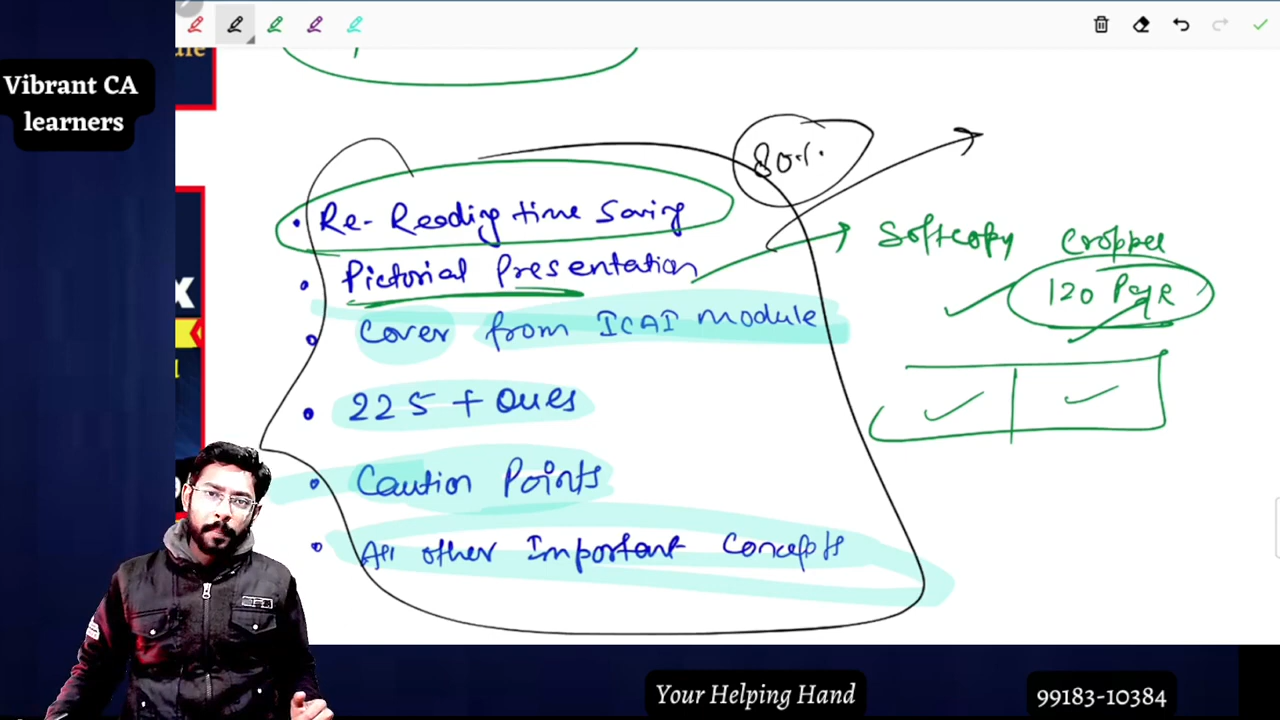 Vibrant CA
learners
80%
• Re-Reading time Saving
• Pictorial Presentation
Softcopy Cropped
120 Page
• Cover from ICAI module
• 225 + Ques
• Caution Points
• All other Important Concepts
Your Helping Hand
99183-10384